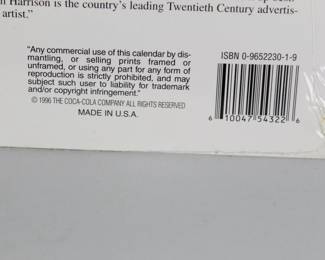 Harrison is the country's leading Twentieth Century advertis-
artist."
"Any commercial use of this calendar by dis-
mantling, or selling prints framed or
unframed, or using any part for any form of
reproduction is strictly prohibited, and may
subject such user to liability for trademark
and/or copyright infringement."
© 1996 THE COCA-COLA COMPANY ALL RIGHTS RESERVED
MADE IN U.S.A.
ISBN 0-9652230-1-9
6 10047 54322 6